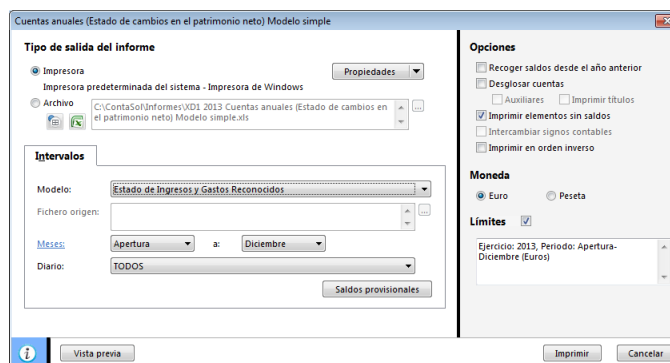 Cuentas anuales (Estado de cambios en el patrimonio neto) Modelo simple
Tipo de salida del informe
Impresora
Propiedades
Impresora predeterminada del sistema - Impresora de Windows
Archivo
C:\ContaSol\Informes\XD1 2013 Cuentas anuales (Estado de cambios en
el patrimonio neto) Modelo simple.xls
...
Intervalos
Modelo:
Estado de Ingresos y Gastos Reconocidos
Fichero origen:
...
Meses:
Apertura
a:
Diciembre
Diario:
TODOS
Saldos provisionales
Opciones
Recoger saldos desde el año anterior
Desglosar cuentas
Auxiliares
Imprimir títulos
Imprimir elementos sin saldos
Intercambiar signos contables
Imprimir en orden inverso
Moneda
Euro
Peseta
Límites
Ejercicio: 2013, Periodo: Apertura-
Diciembre (Euros)
Vista previa
Imprimir
Cancelar